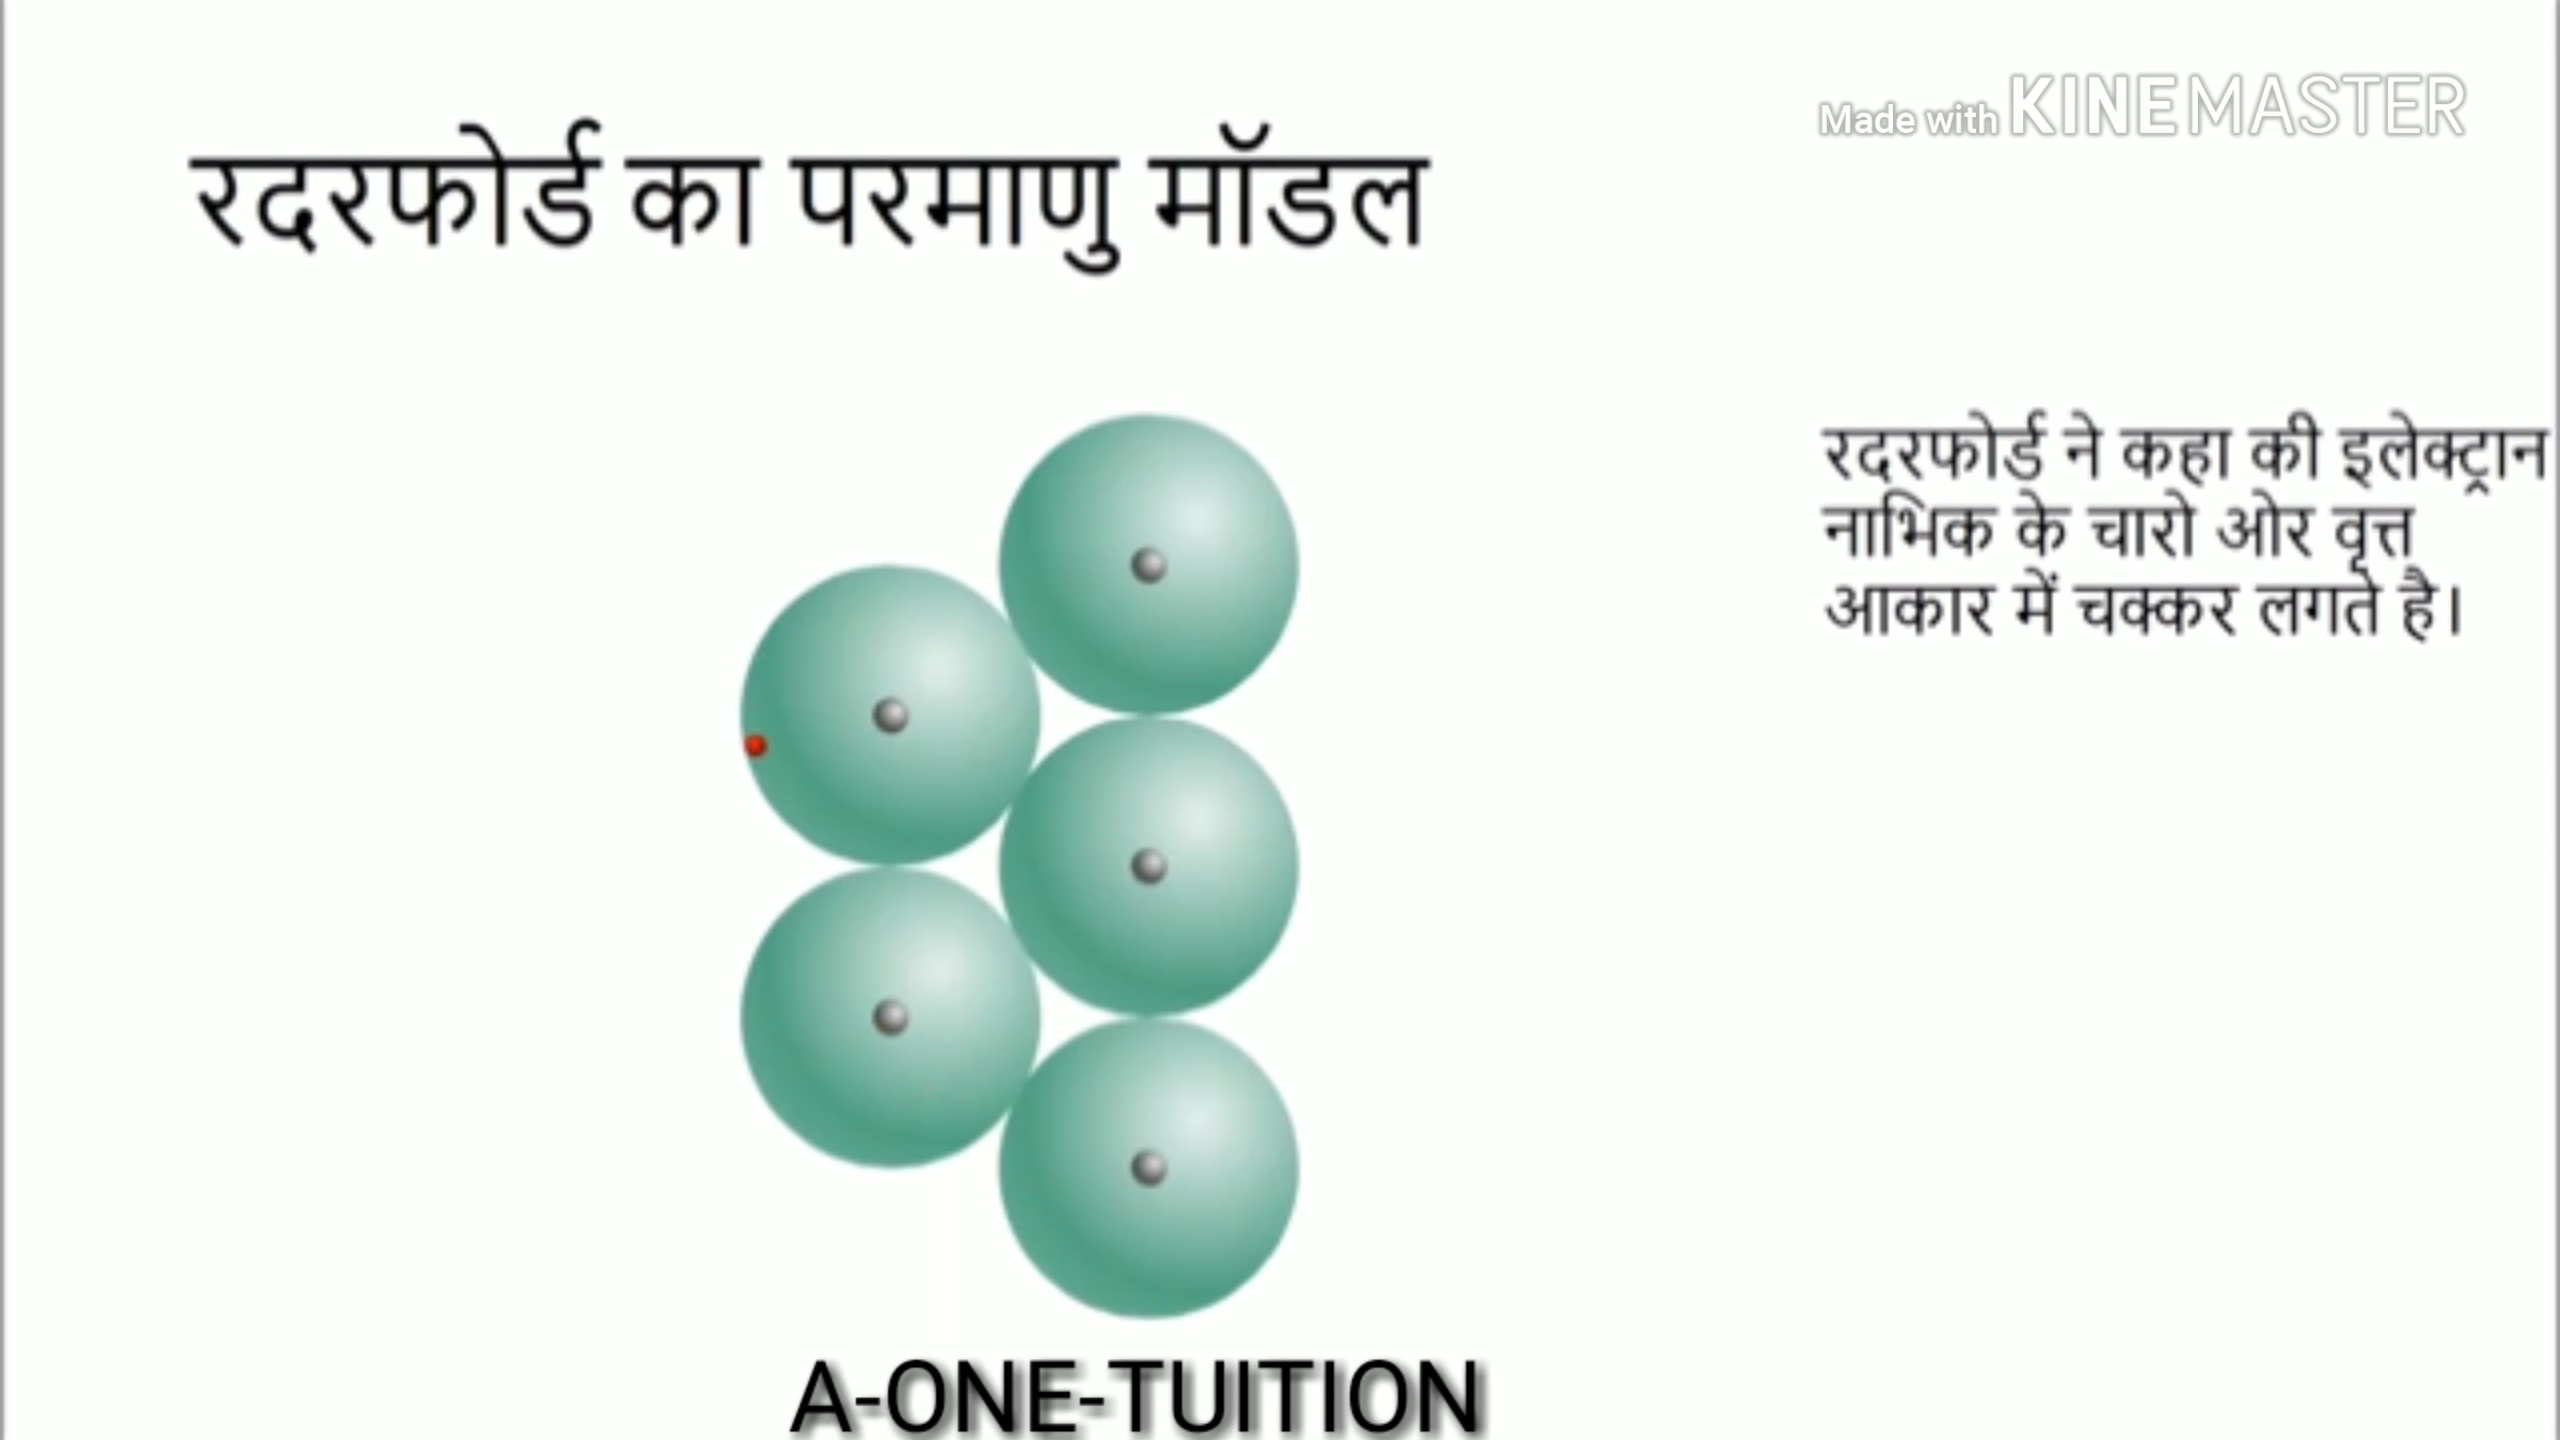 Made with KINEMASTER
रदरफोर्ड का परमाणु मॉडल
रदरफोर्ड ने कहा की इलेक्ट्रान
नाभिक के चारो ओर वृत्त
आकार में चक्कर लगते है।
A-ONE-TUITION